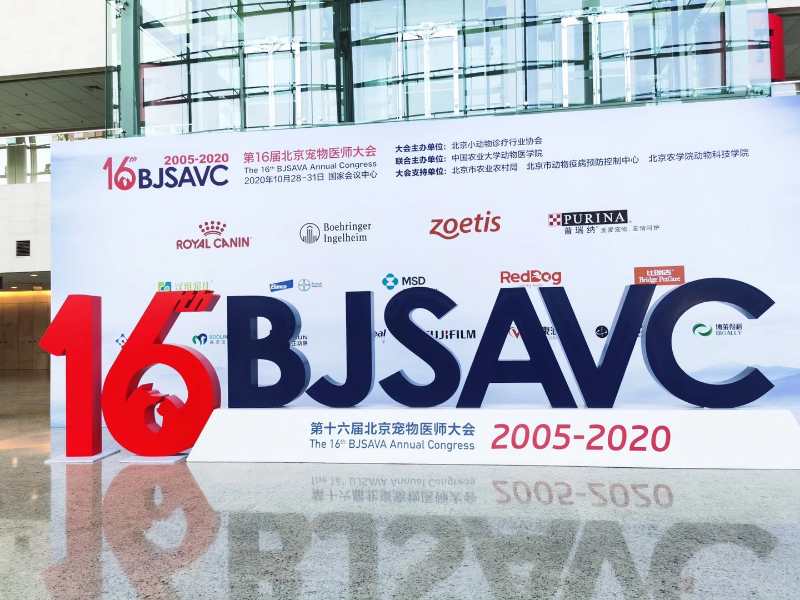 16th 2005-2020
BJSAVC
第16届北京宠物医师大会
The 16th BJSAVA Annual Congress
2020年10月28-31日 国家会议中心
大会主办单位：北京小动物诊疗行业协会
联合主办单位：中国农业大学动物医学院
大会支持单位：北京市农业农村局 北京市动物疫病预防控制中心 北京农学院动物科技学院
ROYAL CANIN
Boehringer
Ingelheim
zoetis
PURINA
普瑞纳
MSD
RedDog
比瑞吉
Bridge PetCare
FUJIFILM
BIGALLY
16th BJSAVC
第十六届北京宠物医师大会
The 16th BJSAVA Annual Congress
2005-2020